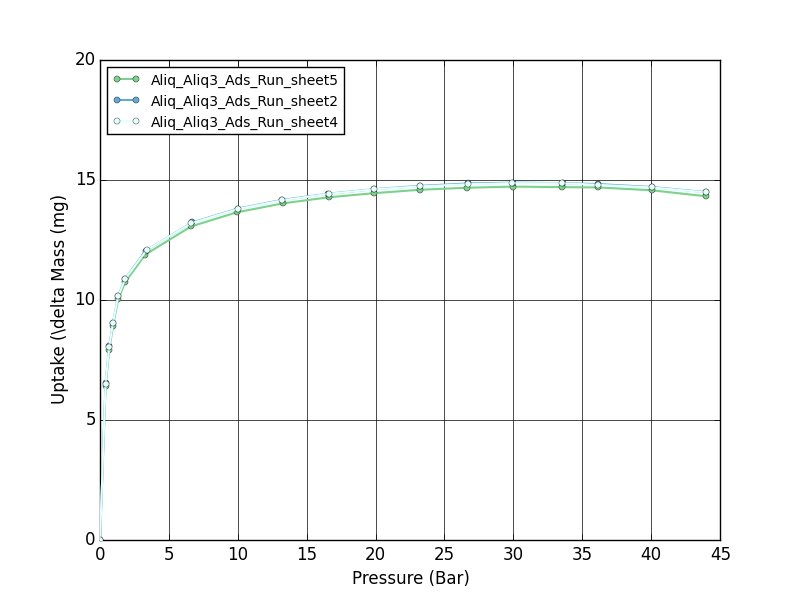 20
15
10
5
0
Uptake (\delta Mass (mg)
Aliq_Aliq3_Ads_Run_sheet5
Aliq_Aliq3_Ads_Run_sheet2
Aliq_Aliq3_Ads_Run_sheet4
0 5 10 15 20 25 30 35 40 45
Pressure (Bar)